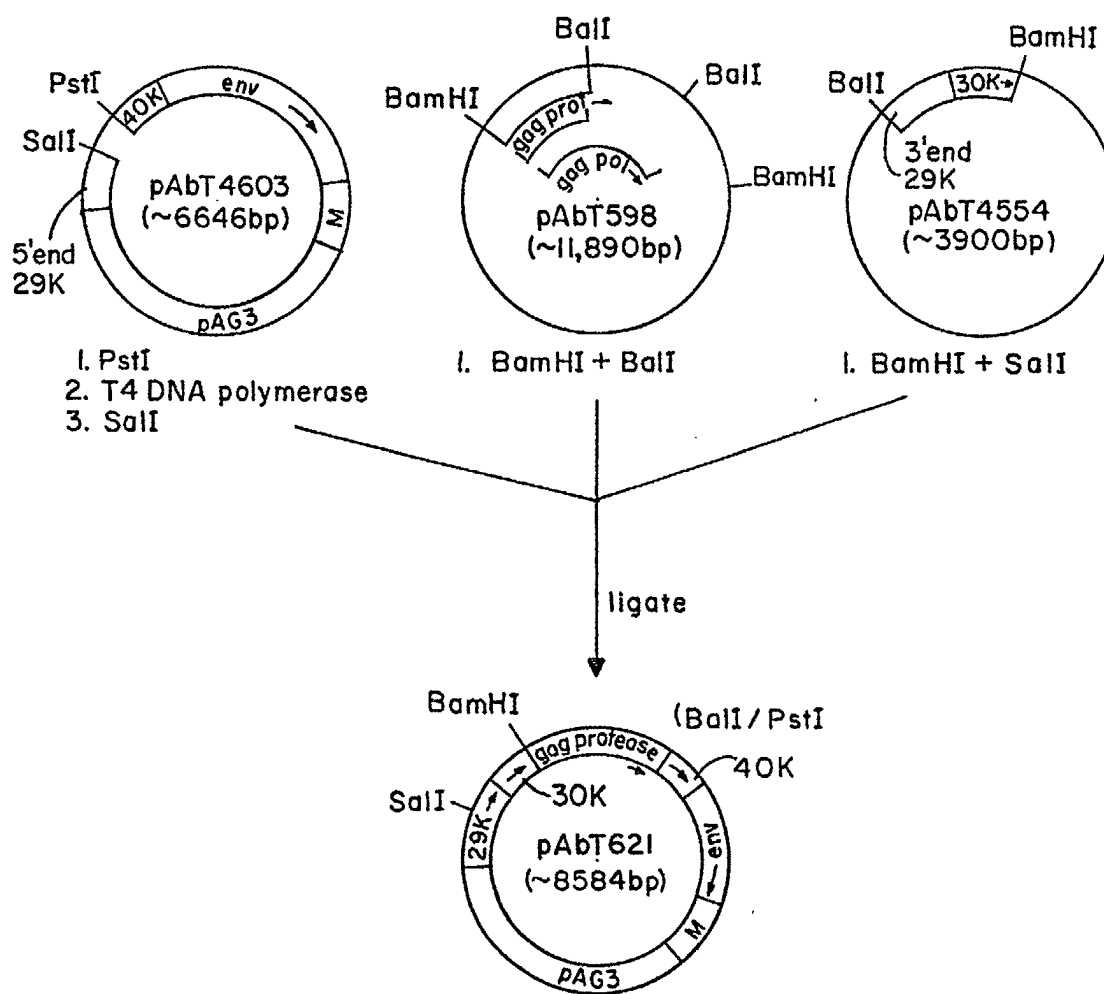 PstI
SalI
40K
env
pAbT4603
(~6646bp)
5'end
29K
M
pAG3
1. PstI
2. T4 DNA polymerase
3. SalI
BalI
BalI
BamHI
BamHI
gag prot
gag pol
pAbT598
(~11,890bp)
1. BamHI + BalI
BamHI
BalI
30K
3'end
29K
pAbT4554
(~3900bp)
1. BamHI + SalI
ligate
BamHI
(BalI/PstI
gag protease
40K
SalI
29K
30K
env
pAbT621
(~8584bp)
M
pAG3